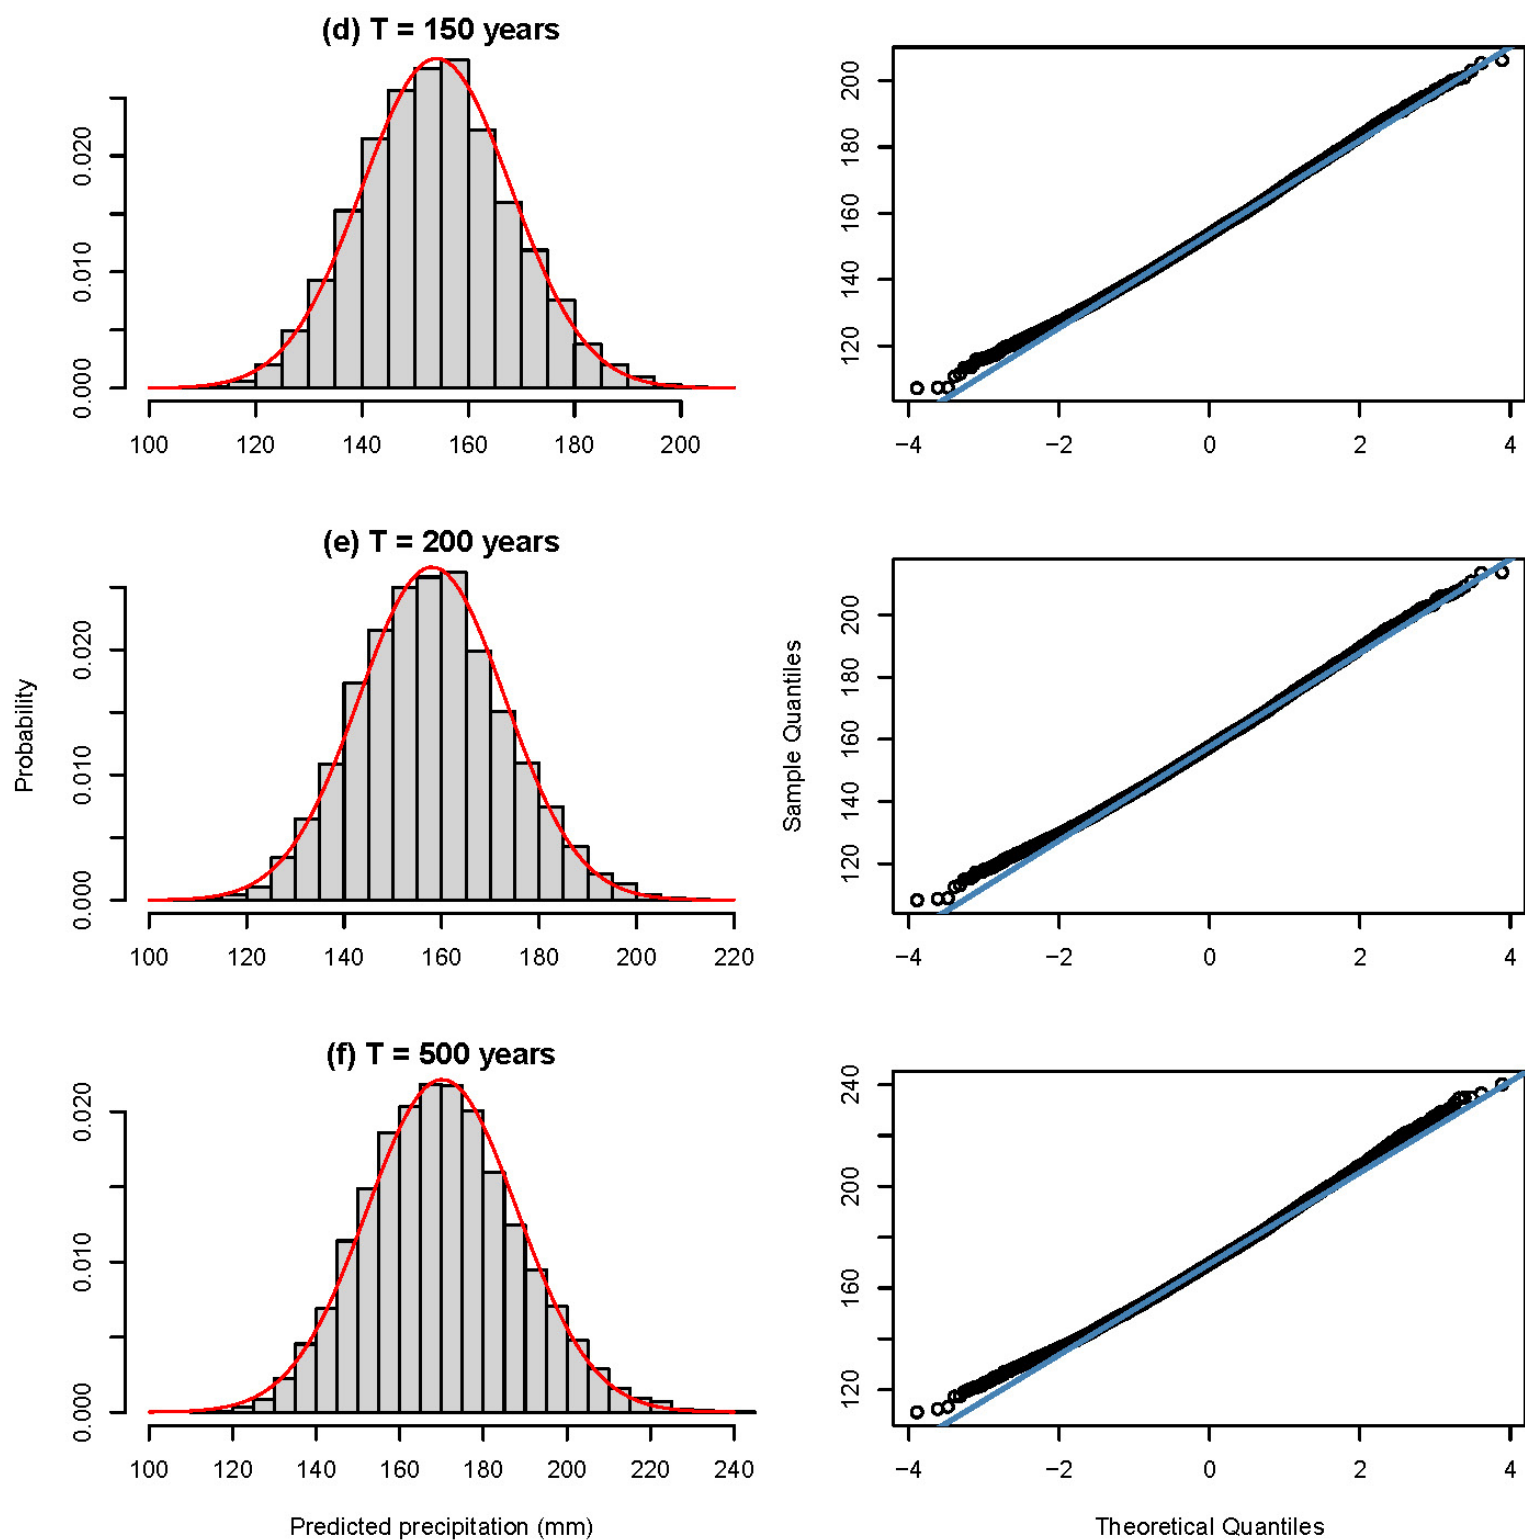 (d) T = 150 years
0.000 0.010 0.020
100 120 140 160 180 200
120 140 160 180 200
−4 −2 0 2 4
(e) T = 200 years
Probability
0.000 0.010 0.020
100 120 140 160 180 200 220
Sample Quantiles
120 140 160 180 200
−4 −2 0 2 4
(f) T = 500 years
0.000 0.010 0.020
100 120 140 160 180 200 220 240
120 160 200 240
−4 −2 0 2 4
Predicted precipitation (mm)
Theoretical Quantiles